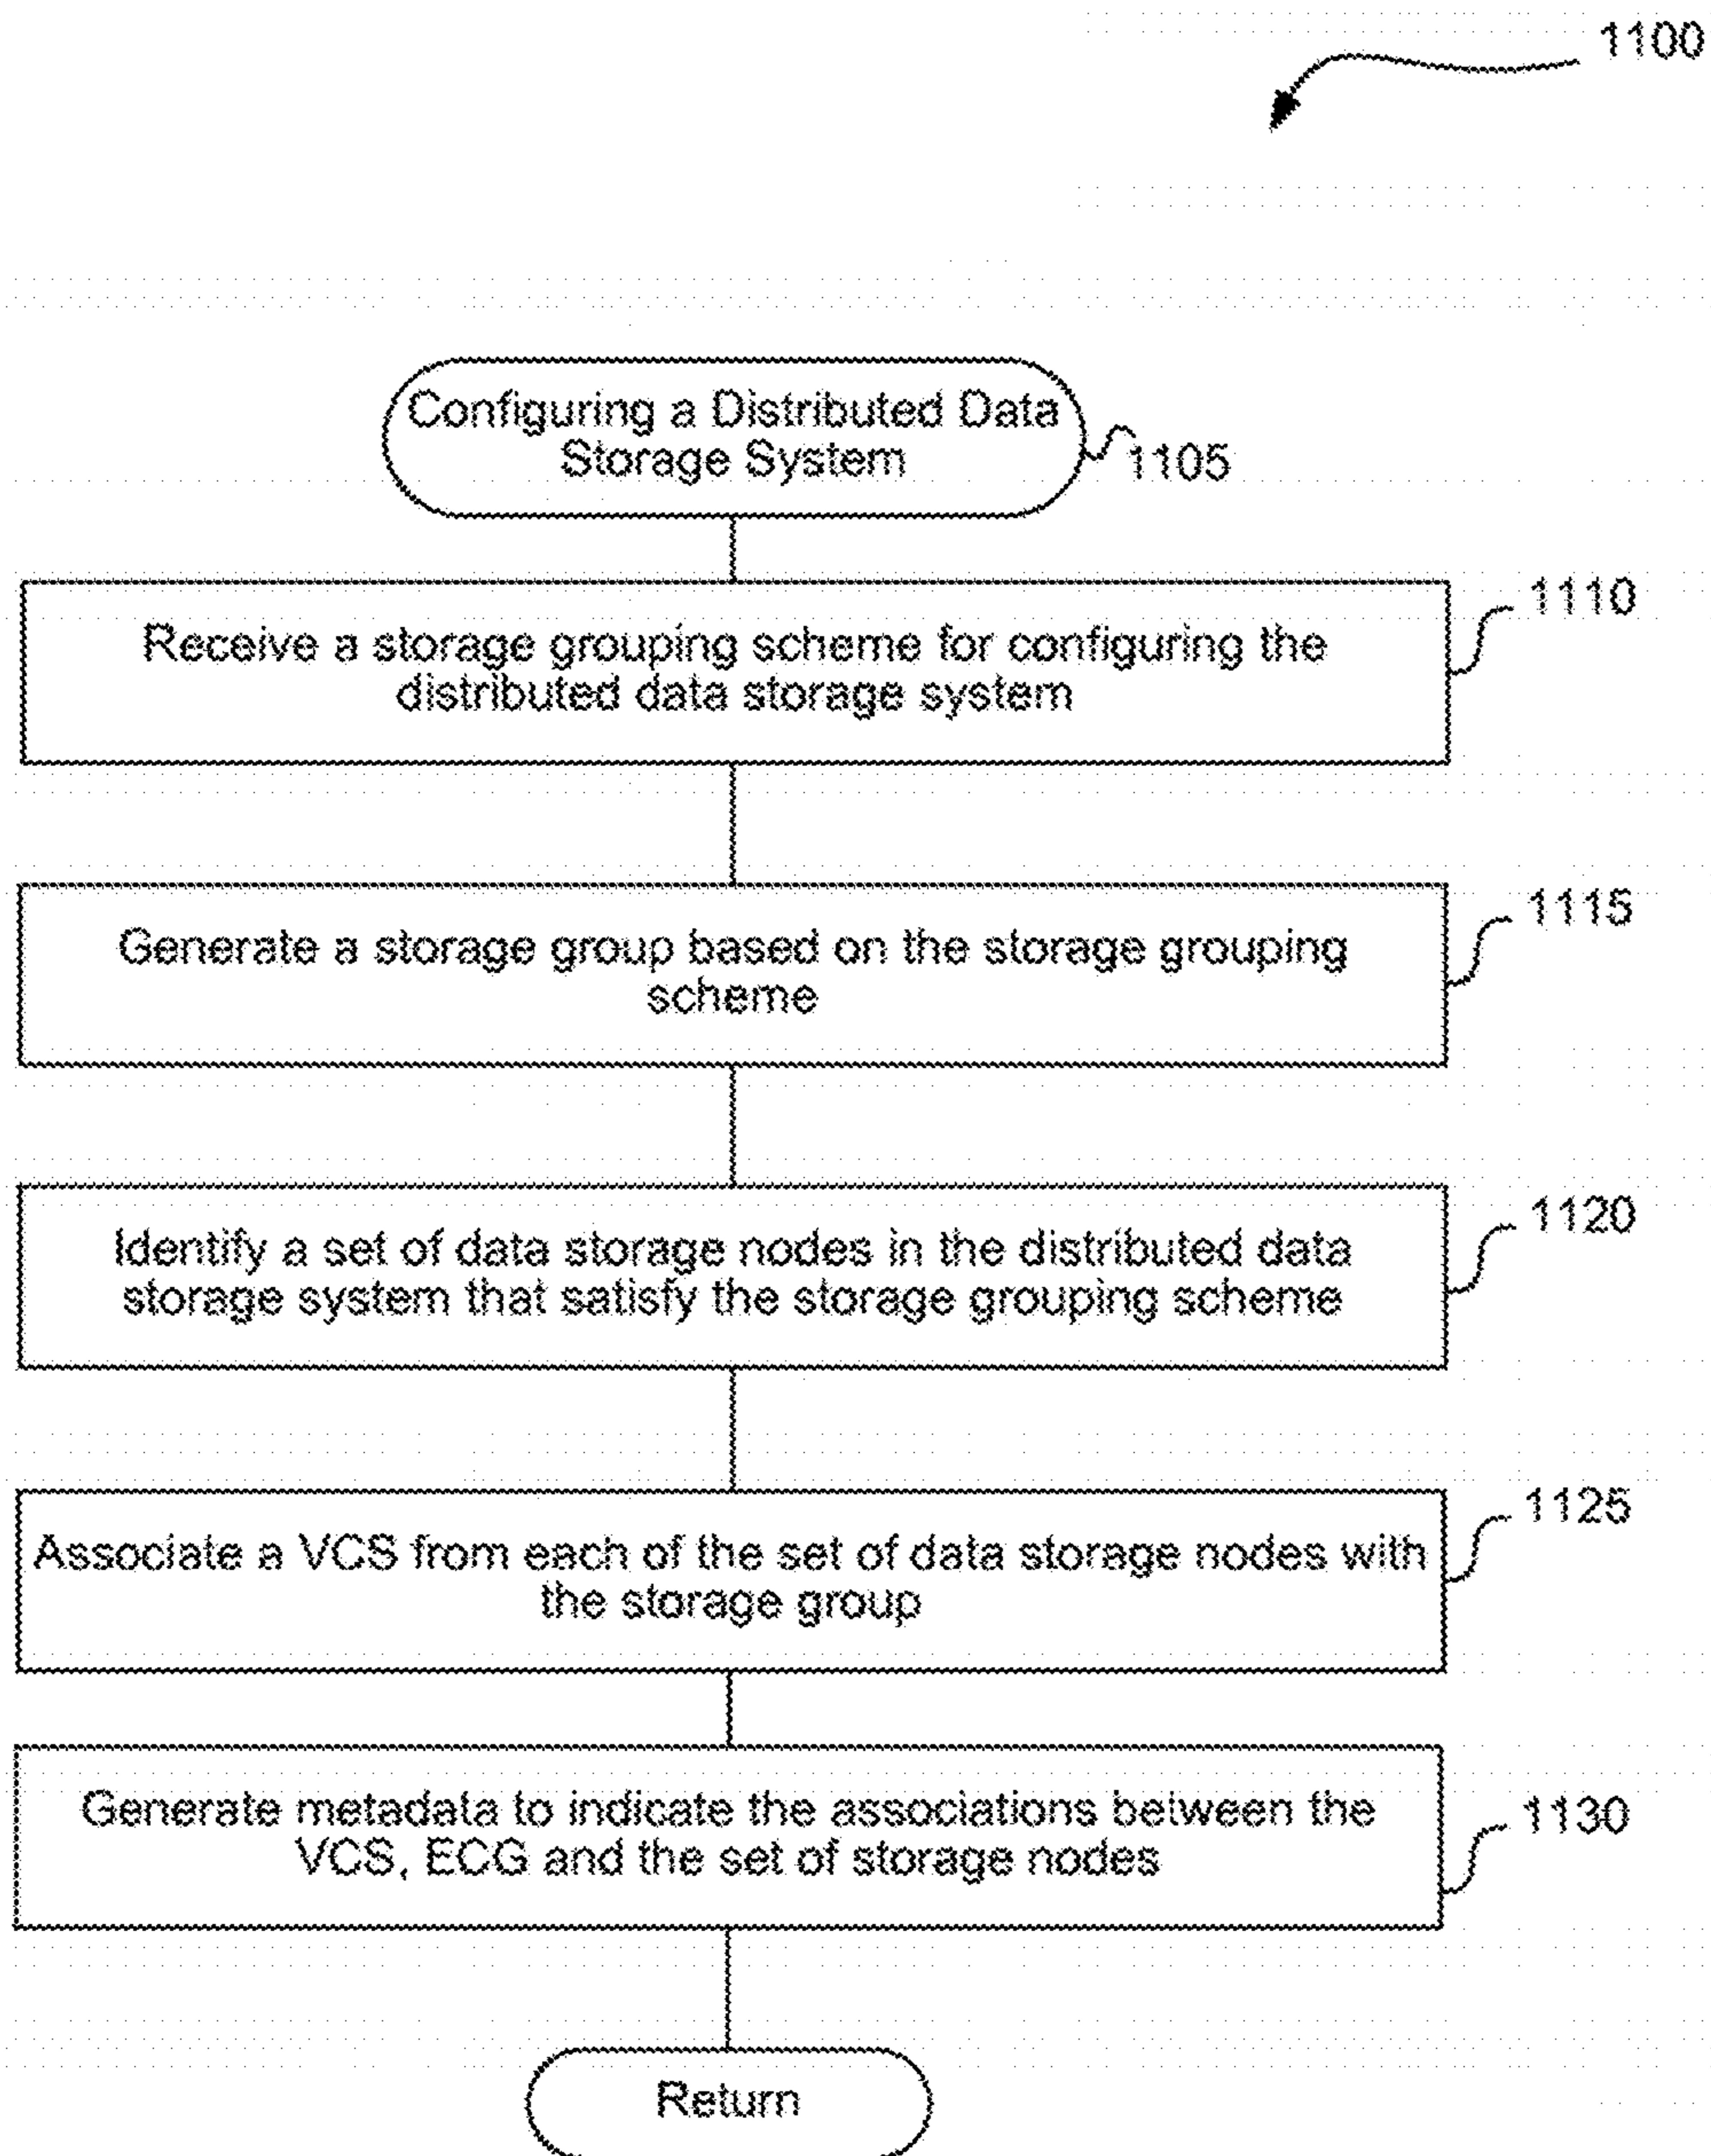 1100
Configuring a Distributed Data
Storage System
1105
1110
Receive a storage grouping scheme for configuring the
distributed data storage system
1115
Generate a storage group based on the storage grouping
scheme
1120
Identify a set of data storage nodes in the distributed data
storage system that satisfy the storage grouping scheme
1125
Associate a VCS from each of the set of data storage nodes with
the storage group
1130
Generate metadata to indicate the associations between the
VCS, ECG and the set of storage nodes
Return